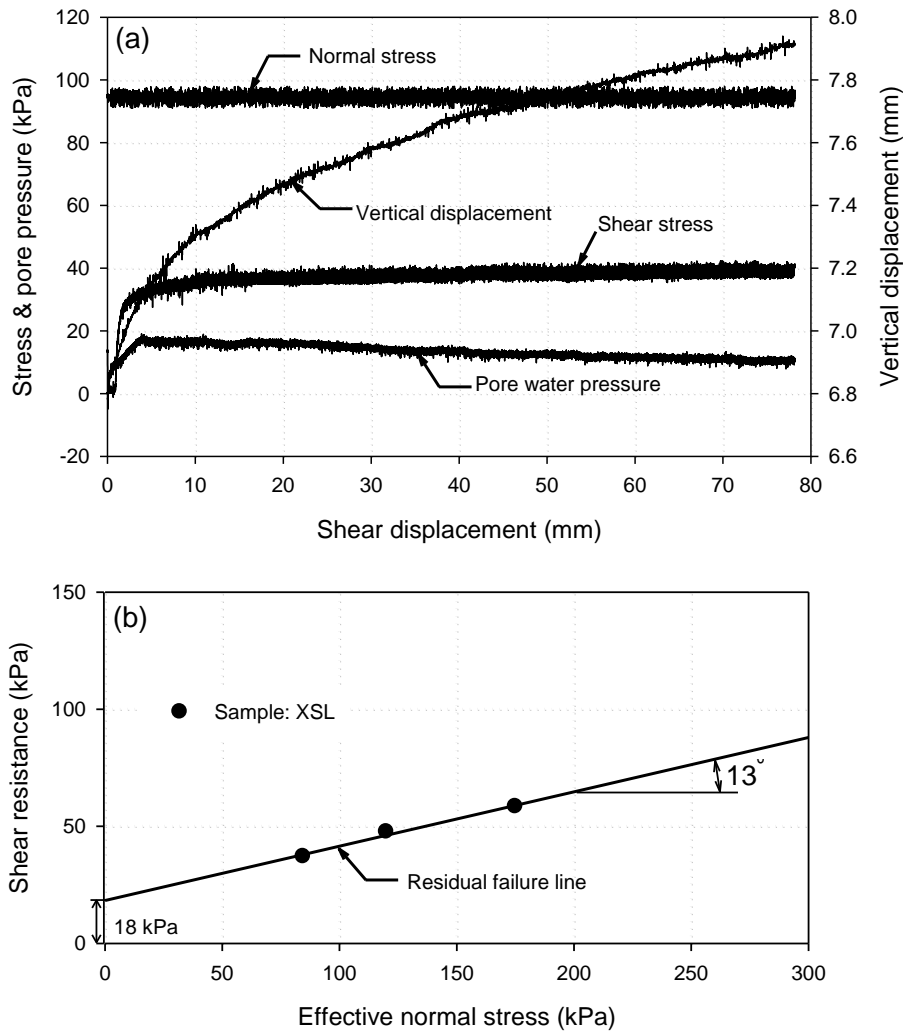 (a)
Normal stress
Vertical displacement
Shear stress
Pore water pressure
Stress & pore pressure (kPa)
120
100
80
60
40
20
0
-20
Vertical displacement (mm)
8.0
7.8
7.6
7.4
7.2
7.0
6.8
6.6
0 10 20 30 40 50 60 70 80
Shear displacement (mm)
(b)
Sample: XSL
13˘
Residual failure line
18 kPa
Shear resistance (kPa)
150
100
50
0
0 50 100 150 200 250 300
Effective normal stress (kPa)